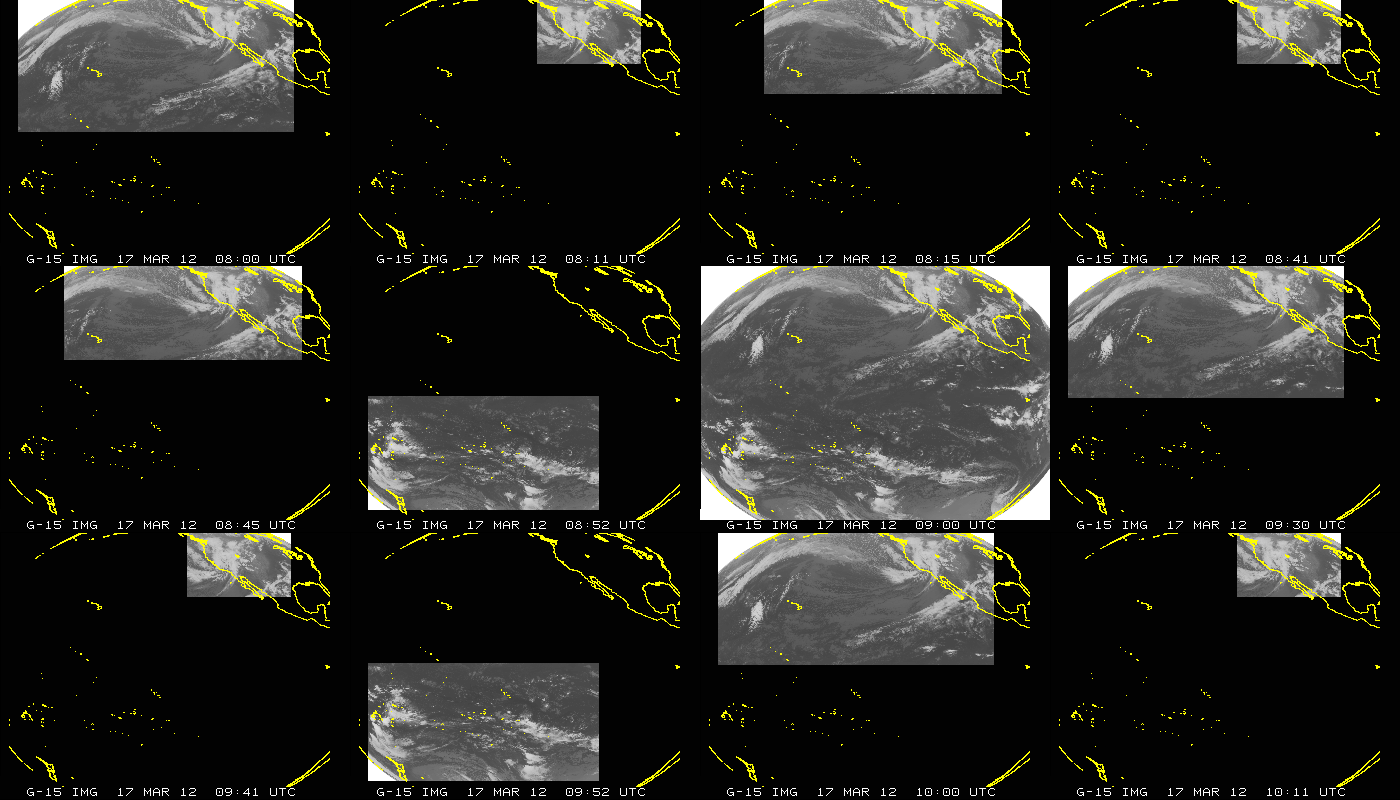 G-15 IMG 17 MAR 12 08:00 UTC
G-15 IMG 17 MAR 12 08:11 UTC
G-15 IMG 17 MAR 12 08:15 UTC
G-15 IMG 17 MAR 12 08:41 UTC
G-15 IMG 17 MAR 12 08:45 UTC
G-15 IMG 17 MAR 12 08:52 UTC
G-15 IMG 17 MAR 12 09:00 UTC
G-15 IMG 17 MAR 12 09:30 UTC
G-15 IMG 17 MAR 12 09:41 UTC
G-15 IMG 17 MAR 12 09:52 UTC
G-15 IMG 17 MAR 12 10:00 UTC
G-15 IMG 17 MAR 12 10:11 UTC